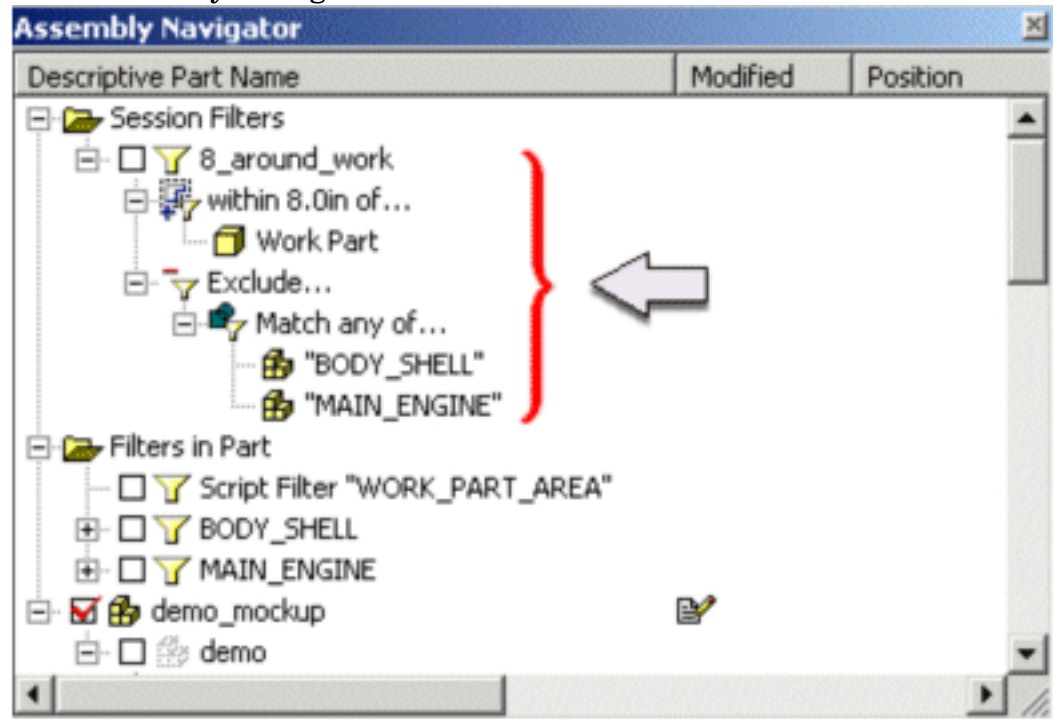 Assembly Navigator
Descriptive Part Name Modified Position
Session Filters
8_around_work
within 8.0in of...
Work Part
Exclude...
Match any of...
"BODY_SHELL"
"MAIN_ENGINE"
Filters in Part
Script Filter "WORK_PART_AREA"
BODY_SHELL
MAIN_ENGINE
demo_mockup
demo